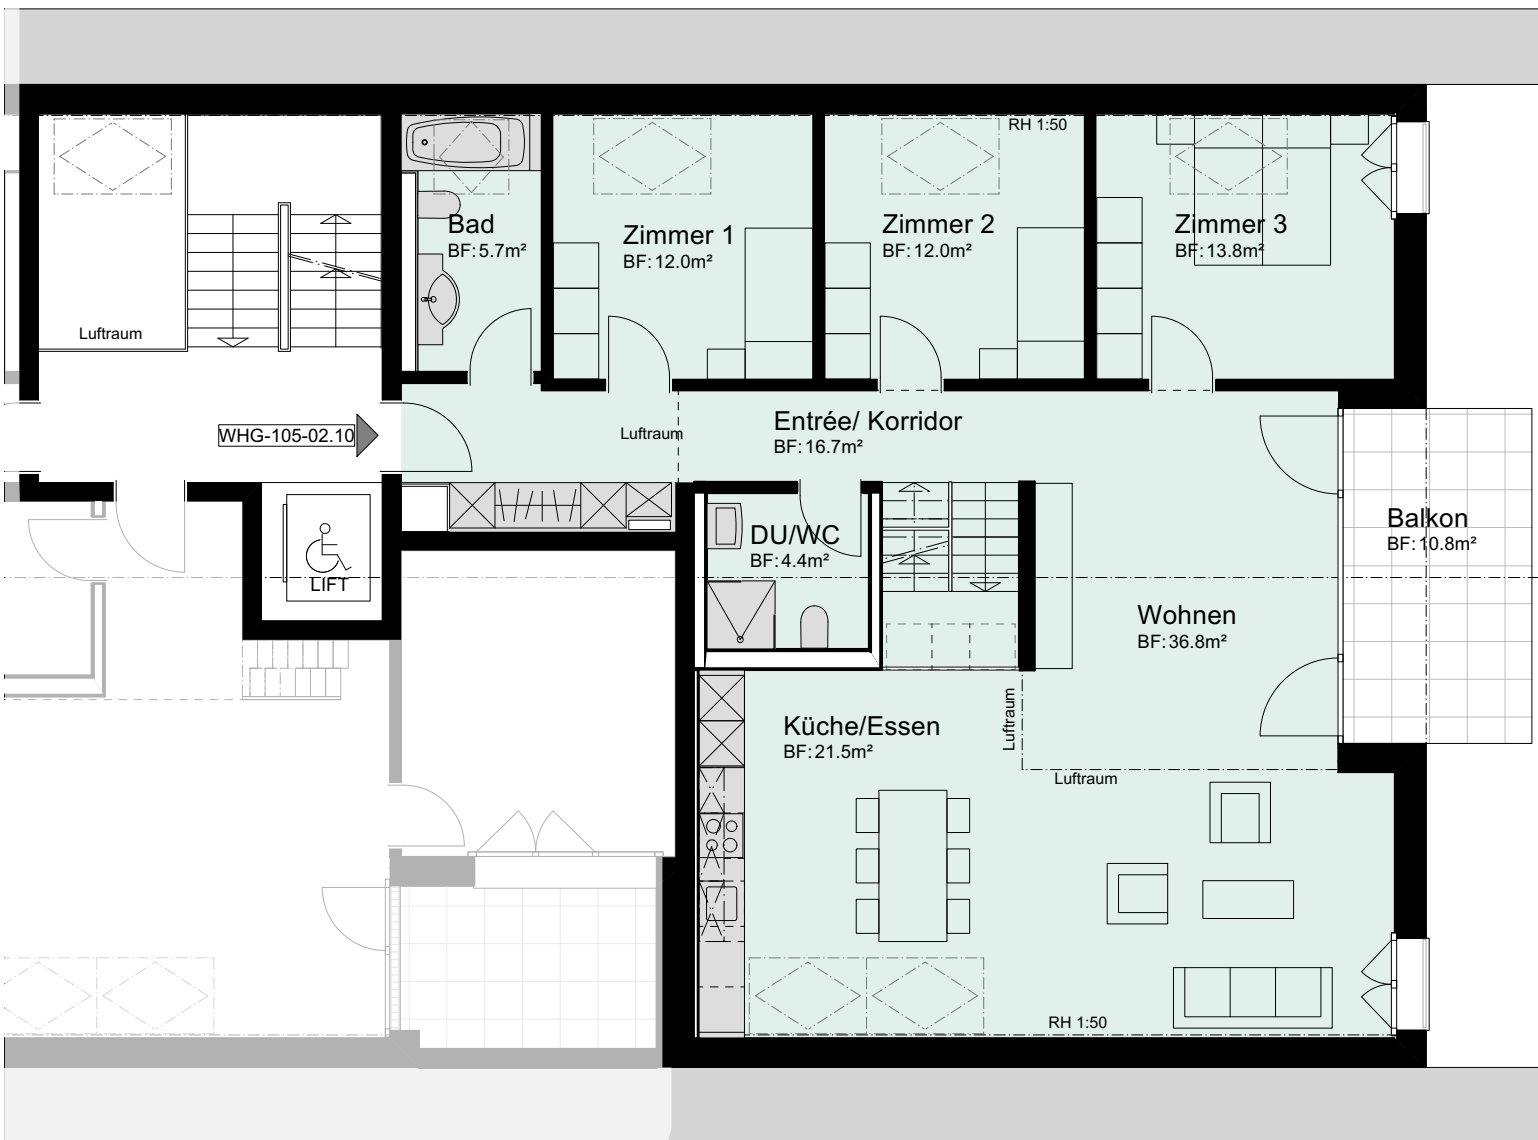 RH 1:50
Bad
BF: 5.7m²
Zimmer 1
BF: 12.0m²
Zimmer 2
BF: 12.0m²
Zimmer 3
BF: 13.8m²
Luftraum
WHG-105-02.10
Luftraum
Entrée/ Korridor
BF: 16.7m²
LIFT
DU/WC
BF: 4.4m²
Balkon
BF: 10.8m²
Wohnen
BF: 36.8m²
Küche/Essen
BF: 21.5m²
Luftraum
Luftraum
RH 1:50